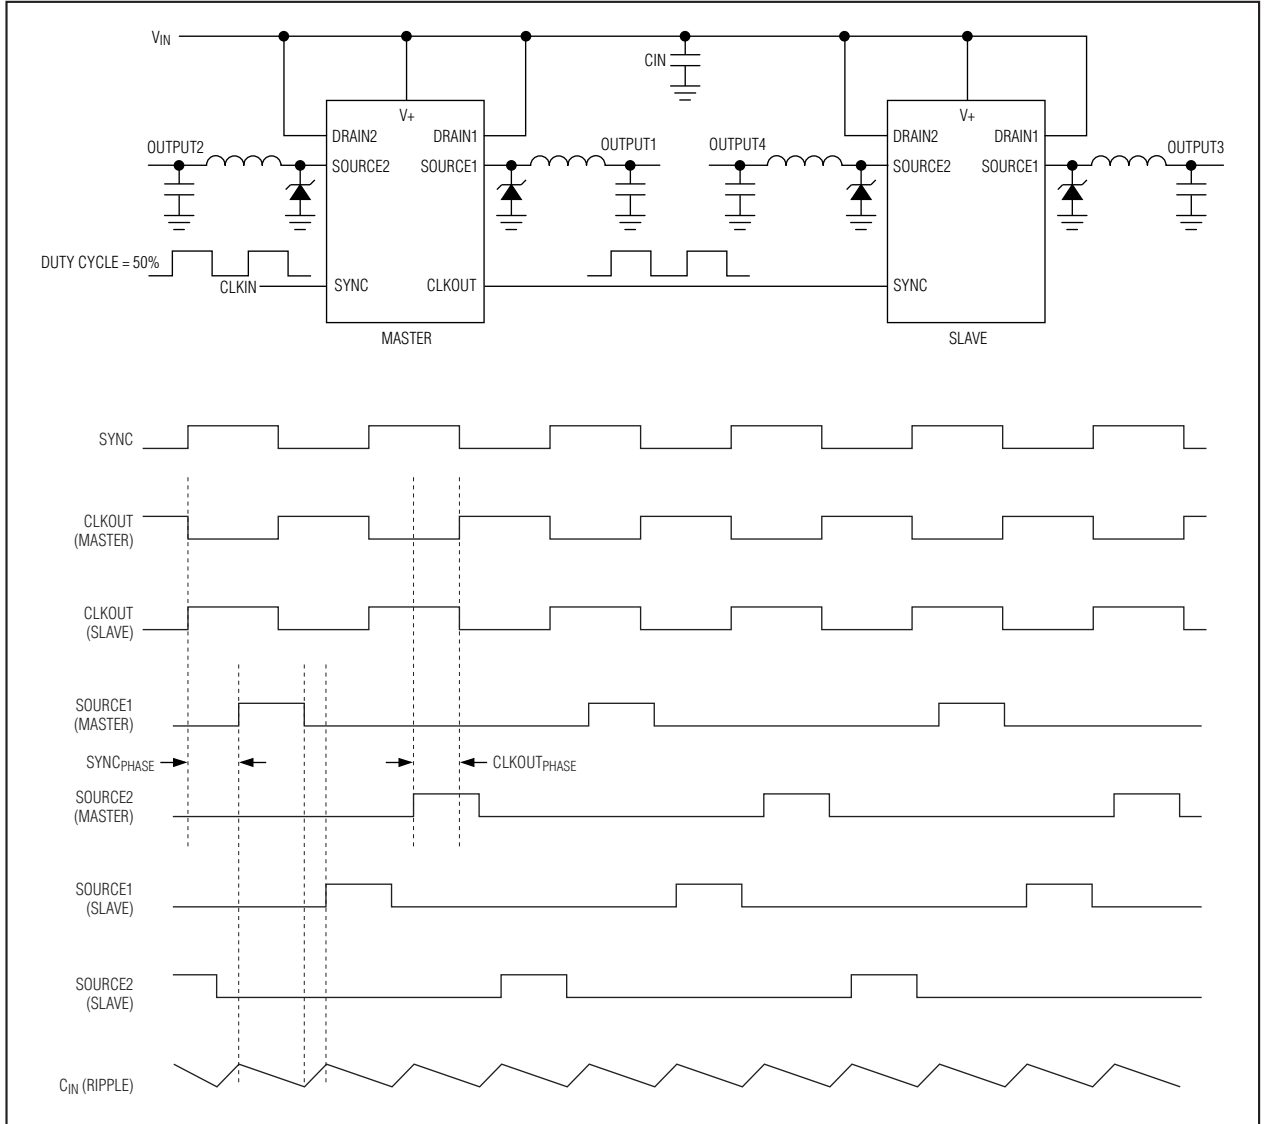 VIN
CIN
V+
DRAIN2 DRAIN1
OUTPUT2
SOURCE2 SOURCE1
OUTPUT1
V+
DRAIN2 DRAIN1
OUTPUT4
SOURCE2 SOURCE1
OUTPUT3
DUTY CYCLE = 50%
CLKIN
SYNC CLKOUT
SYNC
MASTER
SLAVE
SYNC
CLKOUT
(MASTER)
CLKOUT
(SLAVE)
SOURCE1
(MASTER)
SYNCPHASE
CLKOUTPHASE
SOURCE2
(MASTER)
SOURCE1
(SLAVE)
SOURCE2
(SLAVE)
CIN (RIPPLE)